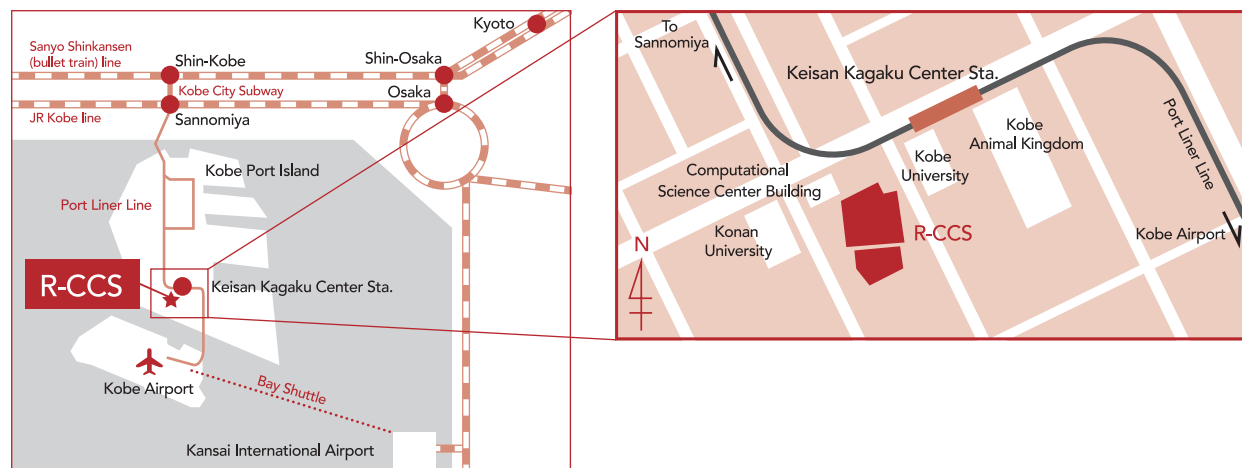 Kyoto
Sanyo Shinkansen
(bullet train) line
Shin-Kobe
Shin-Osaka
Kobe City Subway
Osaka
JR Kobe line
Sannomiya
Kobe Port Island
Port Liner Line
R-CCS
Keisan Kagaku Center Sta.
Kobe Airport
Bay Shuttle
Kansai International Airport
To
Sannomiya
Keisan Kagaku Center Sta.
Kobe
Animal Kingdom
Port Liner Line
Kobe
University
Computational
Science Center Building
Konan
University
R-CCS
Kobe Airport
N